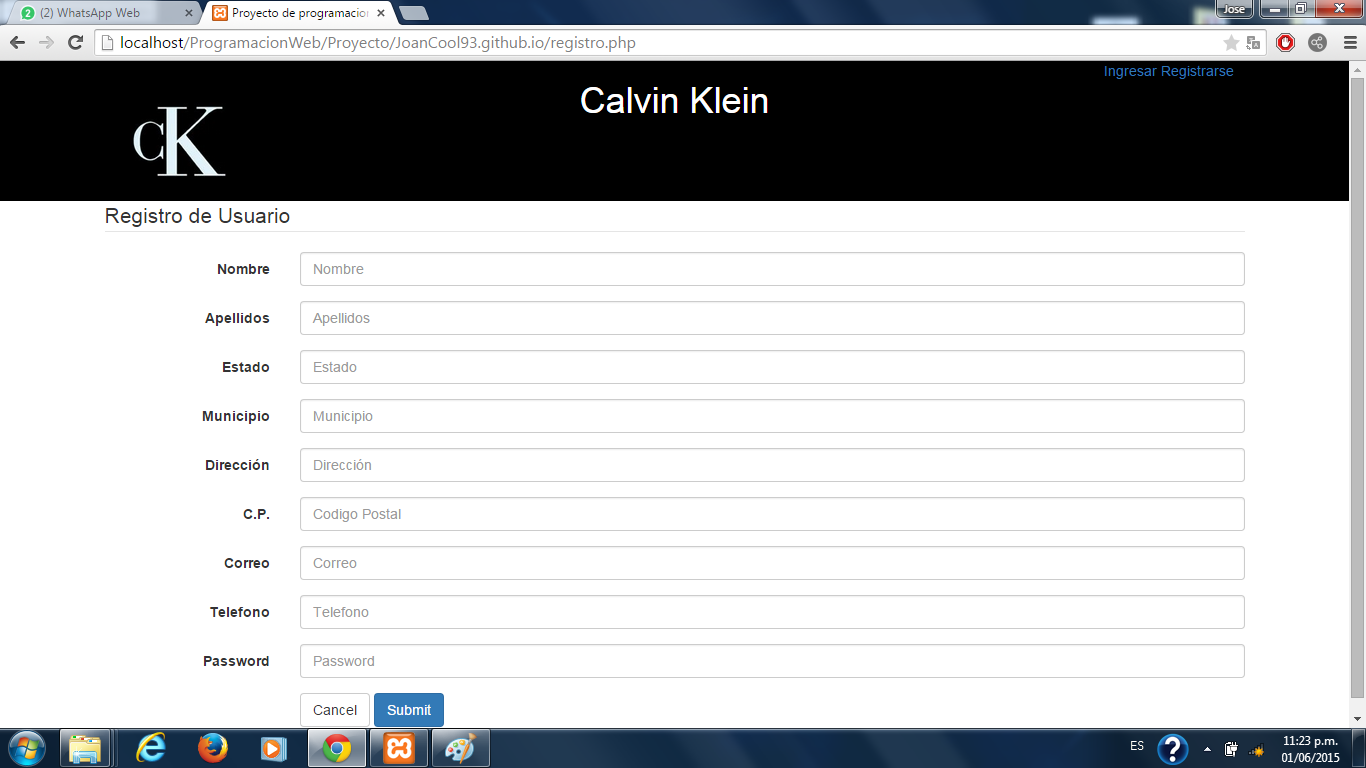 (2) WhatsApp Web
Proyecto de programacion
Jose
localhost/ProgramacionWeb/Proyecto/JoanCool93.github.io/registro.php
Ingresar Registrarse
Calvin Klein
cK
Registro de Usuario
Nombre Nombre
Apellidos Apellidos
Estado Estado
Municipio Municipio
Dirección Dirección
C.P. Codigo Postal
Correo Correo
Telefono Telefono
Password Password
Cancel Submit
ES
11:23 p.m.
01/06/2015